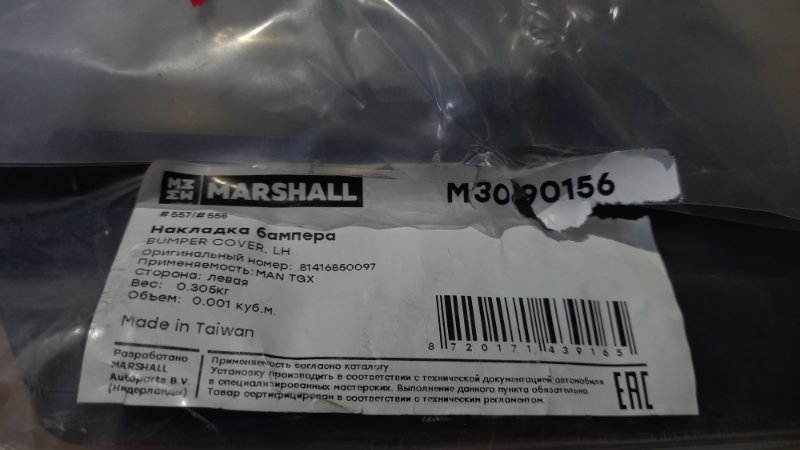 MARSHALL
M3090156
#557/#558
Накладка бампера
BUMPER COVER, LH
Оригинальный номер: 81416850097
Применяемость: MAN TGX
Сторона: левая
Вес: 0.305кг
Объем: 0.001 куб.м.
Made in Taiwan
8 720171 439165
Разработано
MARSHALL
Autoparts B.V.
(Нидерланды)
Применяемость согласно каталогу
Установку производить в соответствии с технической документацией автомобиля
в специализированных мастерских. Выполнение данного пункта обязательно.
Товар сертифицирован в соответствии с техническим регламентом.
EAC